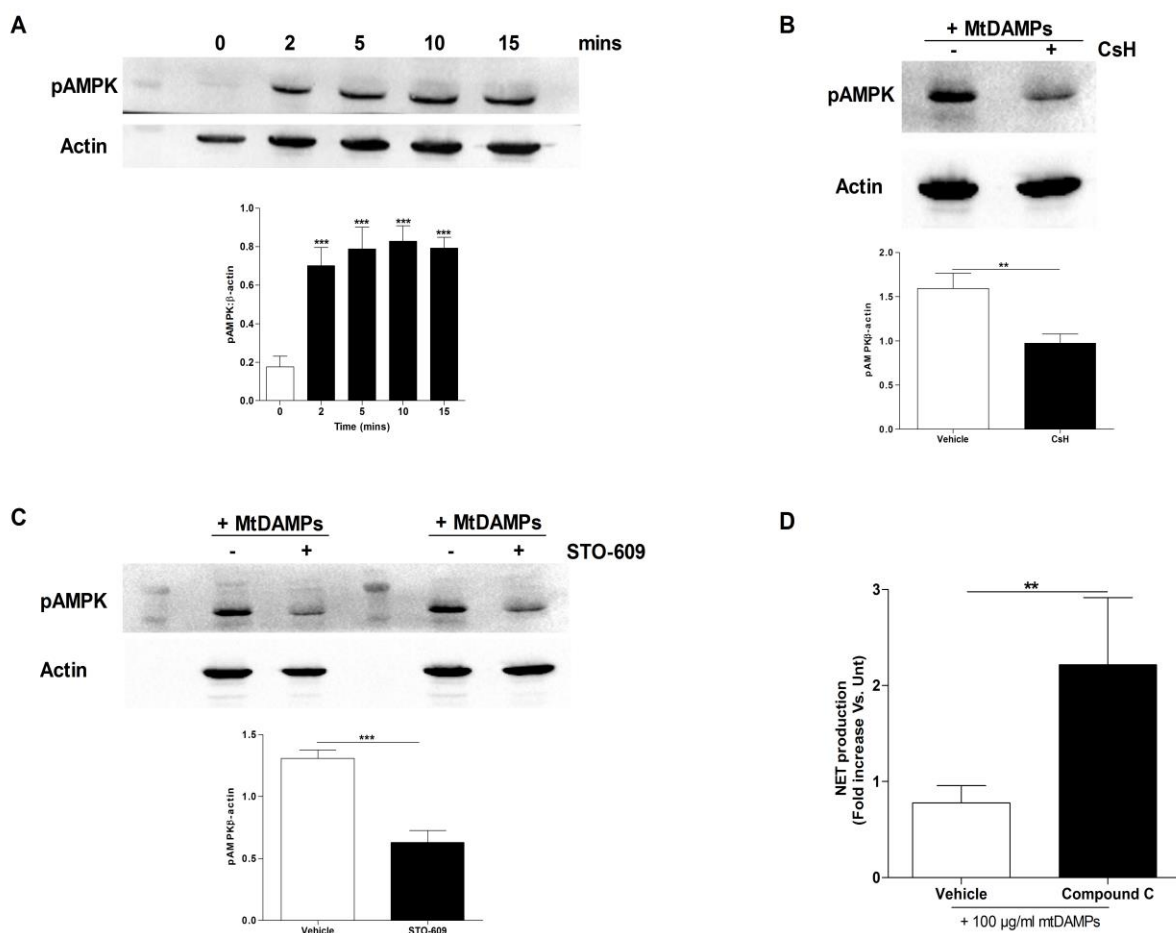 A
0 2 5 10 15 mins
pAMPK
Actin
pAMPK:β-actin
1.0
0.8
0.6
0.4
0.2
0.0
*** *** *** ***
0 2 5 10 15
Time (mins)
B
+ MtDAMPs
- + CsH
pAMPK
Actin
pAMPKβ-actin
2.0
1.5
1.0
0.5
0.0
**
Vehicle CsH
C
+ MtDAMPs + MtDAMPs
- + - + STO-609
pAMPK
Actin
pAMPKβ-actin
1.5
1.0
0.5
0.0
***
Vehicle STO-609
D
NET production
(Fold increase Vs. Unt)
3
2
1
0
**
Vehicle Compound C
+ 100 µg/ml mtDAMPs